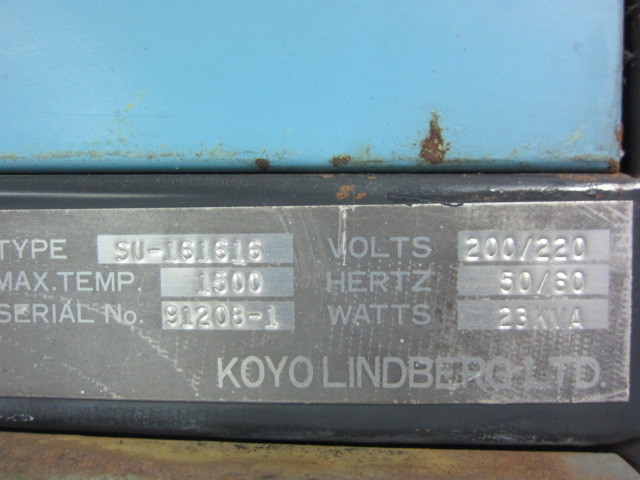 TYPE SU-161616 VOLTS 200/220
MAX.TEMP. 1500 HERTZ 50/60
SERIAL No. 91208-1 WATTS 23KVA
KOYO LINDBERG LTD.